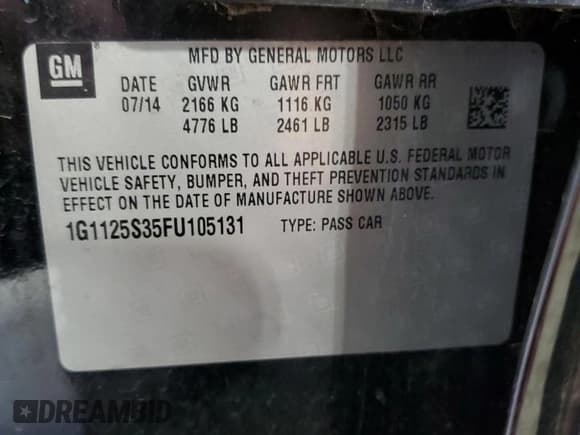 GM
MFD BY GENERAL MOTORS LLC
DATE GVWR GAWR FRT GAWR RR
07/14 2166 KG 1116 KG 1050 KG
4776 LB 2461 LB 2315 LB
THIS VEHICLE CONFORMS TO ALL APPLICABLE U.S. FEDERAL MOTOR
VEHICLE SAFETY, BUMPER, AND THEFT PREVENTION STANDARDS IN
EFFECT ON THE DATE OF MANUFACTURE SHOWN ABOVE.
1G1125S35FU105131 TYPE: PASS CAR
DREAMBID